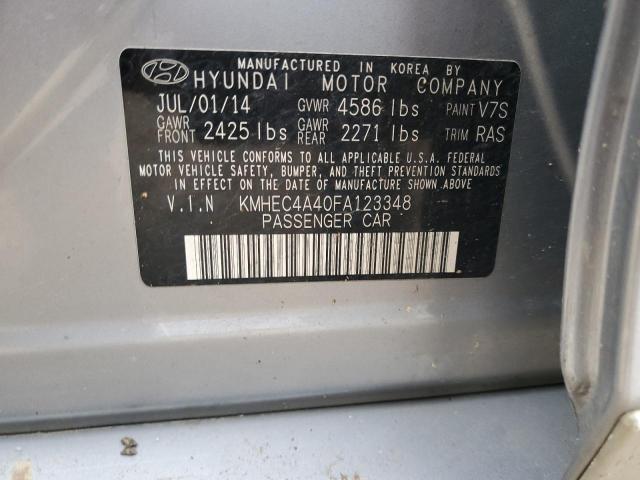 MANUFACTURED IN KOREA BY
HYUNDAI MOTOR COMPANY
JUL/01/14 GVWR 4586 lbs PAINT V7S
GAWR FRONT 2425 lbs GAWR REAR 2271 lbs TRIM RAS
THIS VEHICLE CONFORMS TO ALL APPLICABLE U.S.A. FEDERAL
MOTOR VEHICLE SAFETY, BUMPER, AND THEFT PREVENTION STANDARDS
IN EFFECT ON THE DATE OF MANUFACTURE SHOWN ABOVE.
V.I.N KMHEC4A40FA123348
PASSENGER CAR